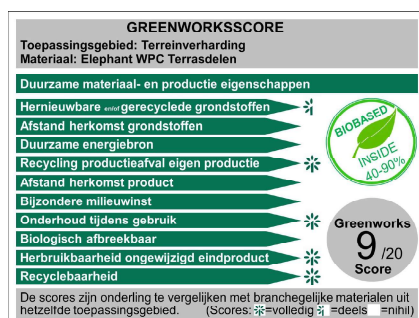 GREENWORKSSCORE
Toepassingsgebied: Terreinverharding
Materiaal: Elephant WPC Terrasdelen
Duurzame materiaal- en productie eigenschappen
Hernieuwbare en/of gerecyclede grondstoffen
Afstand herkomst grondstoffen
Duurzame energiebron
Recycling productieafval eigen productie
Afstand herkomst product
Bijzondere milieuwinst
Onderhoud tijdens gebruik
Biologisch afbreekbaar
Herbruikbaarheid ongewijzigd eindproduct
Recyclebaarheid
BIOBASED
INSIDE
40-90%
Greenworks
9 /20
Score
De scores zijn onderling te vergelijken met branchegelijke materialen uit
hetzelfde toepassingsgebied. (Scores: =volledig =deels =nihil)